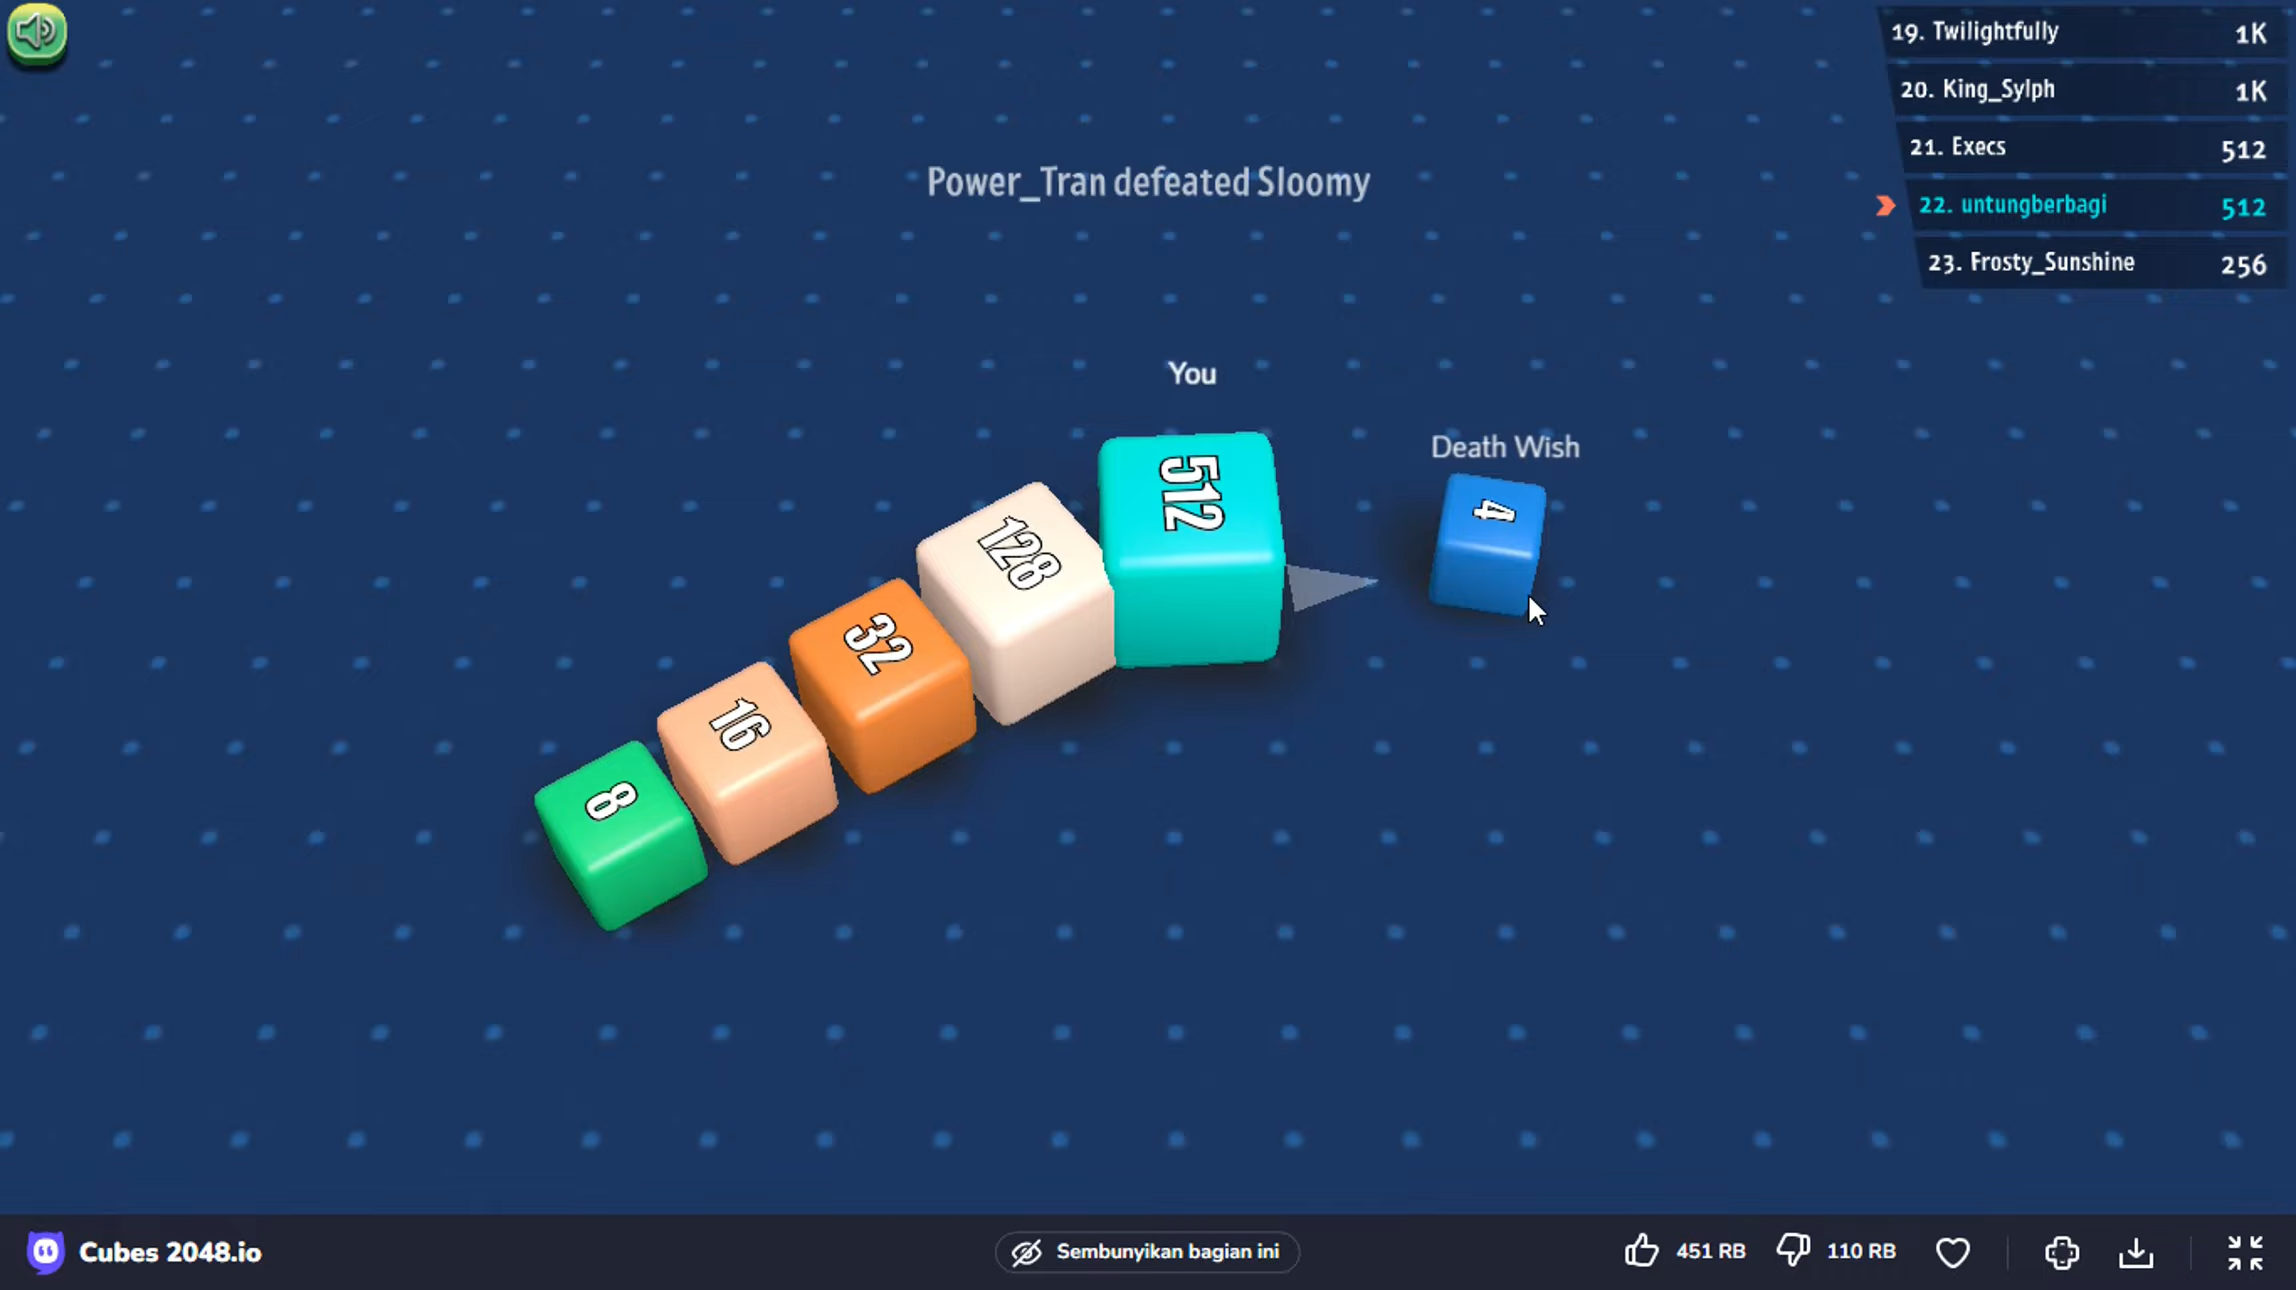 19. Twilightfully 1K
20. King_Sylph 1K
21. Execs 512
22. untungberbagi 512
23. Frosty_Sunshine 256
Power_Tran defeated Sloomy
You
Death Wish
512
4
128
32
16
8
Cubes 2048.io
Sembunyikan bagian ini
451 RB
110 RB